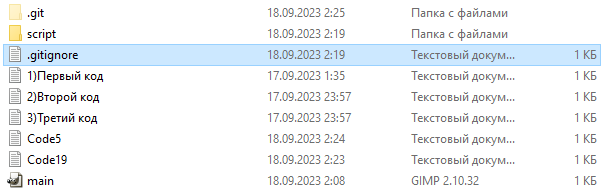 .git 18.09.2023 2:25 Папка с файлами
script 18.09.2023 2:19 Папка с файлами
.gitignore 18.09.2023 2:19 Текстовый докум... 1 КБ
1)Первый код 17.09.2023 1:35 Текстовый докум... 1 КБ
2)Второй код 17.09.2023 23:57 Текстовый докум... 1 КБ
3)Третий код 17.09.2023 23:57 Текстовый докум... 1 КБ
Code5 18.09.2023 2:24 Текстовый докум... 1 КБ
Code19 18.09.2023 2:23 Текстовый докум... 1 КБ
main 18.09.2023 2:08 GIMP 2.10.32 1 КБ